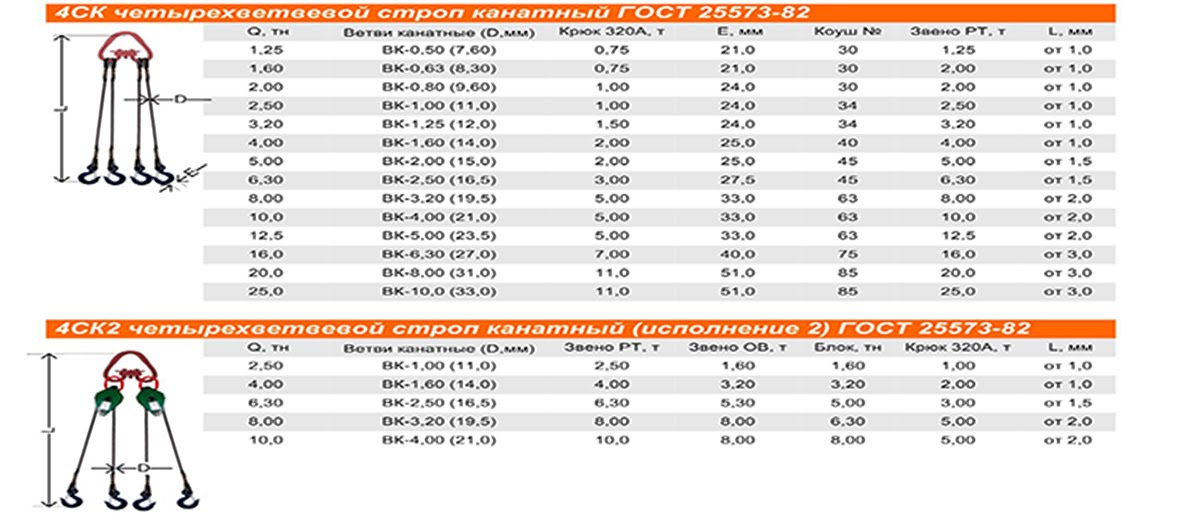 4СК четырехветвевой строп канатный ГОСТ 25573-82
Q, тн Ветви канатные (D,мм) Крюк 320А, т Е, мм Коуш № Звено РТ, т L, мм
1,25 ВК-0,50 (7,60) 0,75 21,0 30 1,25 от 1,0
1,60 ВК-0,63 (8,30) 0,75 21,0 30 2,00 от 1,0
2,00 ВК-0,80 (9,60) 1,00 24,0 30 2,00 от 1,0
2,50 ВК-1,00 (11,0) 1,00 24,0 34 2,50 от 1,0
3,20 ВК-1,25 (12,0) 1,50 24,0 34 3,20 от 1,0
4,00 ВК-1,60 (14,0) 2,00 25,0 40 4,00 от 1,0
5,00 ВК-2,00 (15,0) 2,00 25,0 45 5,00 от 1,5
6,30 ВК-2,50 (16,5) 3,00 27,5 45 6,30 от 1,5
8,00 ВК-3,20 (19,5) 5,00 33,0 63 8,00 от 2,0
10,0 ВК-4,00 (21,0) 5,00 33,0 63 10,0 от 2,0
12,5 ВК-5,00 (23,5) 5,00 33,0 63 12,5 от 2,0
16,0 ВК-6,30 (27,0) 7,00 40,0 75 16,0 от 3,0
20,0 ВК-8,00 (31,0) 11,0 51,0 85 20,0 от 3,0
25,0 ВК-10,0 (33,0) 11,0 51,0 85 25,0 от 3,0
L
D
E
4СК2 четырехветвевой строп канатный (исполнение 2) ГОСТ 25573-82
Q, тн Ветви канатные (D,мм) Звено РТ, т Звено ОВ, т Блок, тн Крюк 320А, т L, мм
2,50 ВК-1,00 (11,0) 2,50 1,60 1,60 1,00 от 1,0
4,00 ВК-1,60 (14,0) 4,00 3,20 3,20 2,00 от 1,0
6,30 ВК-2,50 (16,5) 6,30 5,30 5,00 3,00 от 1,5
8,00 ВК-3,20 (19,5) 8,00 8,00 6,30 5,00 от 2,0
10,0 ВК-4,00 (21,0) 10,0 8,00 8,00 5,00 от 2,0
L
D